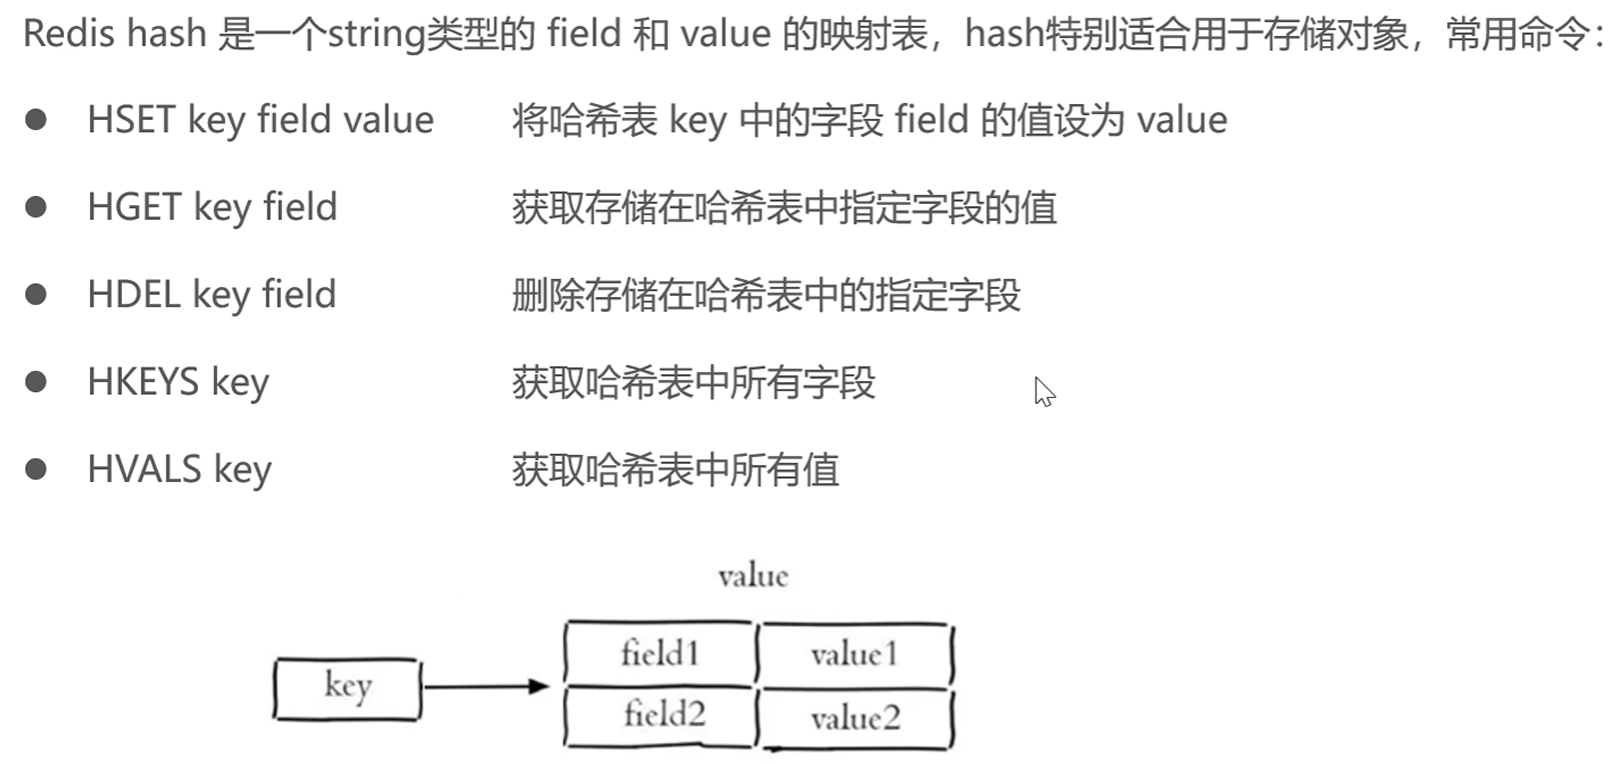 Redis hash 是一个string类型的 field 和 value 的映射表，hash特别适合用于存储对象，常用命令：
● HSET key field value 将哈希表 key 中的字段 field 的值设为 value
● HGET key field 获取存储在哈希表中指定字段的值
● HDEL key field 删除存储在哈希表中的指定字段
● HKEYS key 获取哈希表中所有字段
● HVALS key 获取哈希表中所有值
value
key
field1 value1
field2 value2